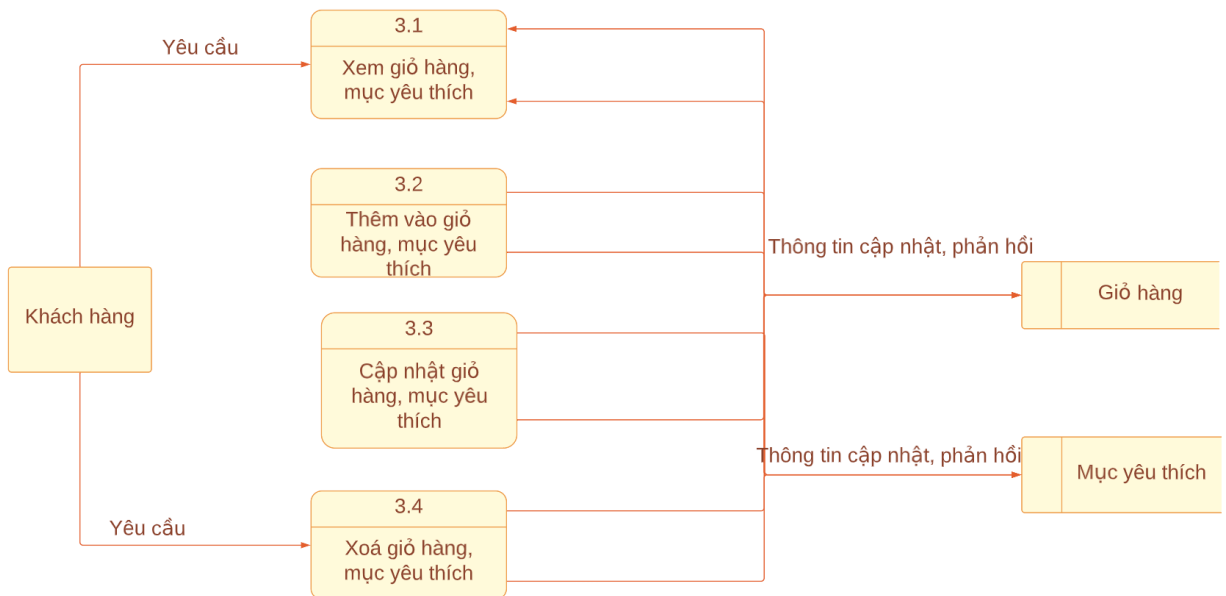 Yêu cầu
3.1
Xem giỏ hàng,
mục yêu thích
3.2
Thêm vào giỏ
hàng, mục yêu
thích
Thông tin cập nhật, phản hồi
Giỏ hàng
Khách hàng
3.3
Cập nhật giỏ
hàng, mục yêu
thích
Thông tin cập nhật, phản hồi
Mục yêu thích
3.4
Yêu cầu
Xoá giỏ hàng,
mục yêu thích